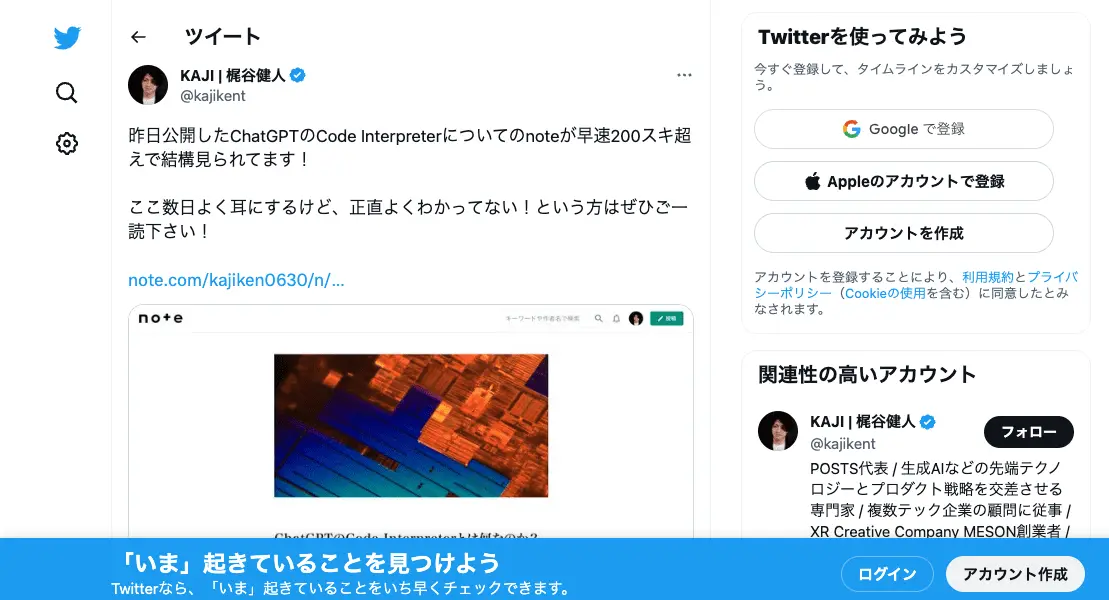 ツイート
KAJI | 梶谷健人
@kajikent
昨日公開したChatGPTのCode Interpreterについてのnoteが早速200スキ超
えで結構見られてます！
ここ数日よく耳にするけど、正直よくわかってない！という方はぜひご一
読下さい！
note.com/kajiken0630/n/...
note
キーワードや作者名で検索
投稿
ChatGPTのCode Interpreterとは何なのか？
Twitterを使ってみよう
今すぐ登録して、タイムラインをカスタマイズしましょ
う。
Google で登録
Appleのアカウントで登録
アカウントを作成
アカウントを登録することにより、利用規約とプライバ
シーポリシー（Cookieの使用を含む）に同意したとみ
なされます。
関連性の高いアカウント
KAJI | 梶谷健人
@kajikent
フォロー
POSTS代表 / 生成AIなどの先端テクノ
ロジーとプロダクト戦略を交差させる
専門家 / 複数テック企業の顧問に従事 /
XR Creative Company MESON創業者 /
「いま」起きていることを見つけよう
Twitterなら、「いま」起きていることをいち早くチェックできます。
ログイン
アカウント作成